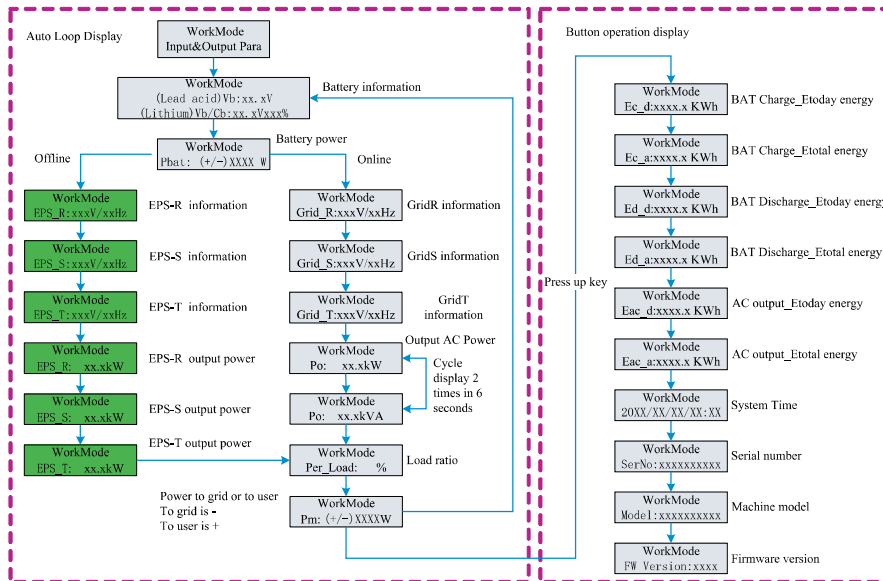 Auto Loop Display
WorkMode
Input&Output Para
WorkMode
(Lead acid)Vb:xx.xV
(Lithium)Vb/Cb:xx.xVxxx%
Battery information
WorkMode
Pbat: (+/-)XXXX W
Battery power
Offline
Online
WorkMode
EPS_R:xxxV/xxHz
EPS-R information
WorkMode
EPS_S:xxxV/xxHz
EPS-S information
WorkMode
EPS_T:xxxV/xxHz
EPS-T information
WorkMode
EPS_R: xx.xkW
EPS-R output power
WorkMode
EPS_S: xx.xkW
EPS-S output power
WorkMode
EPS_T: xx.xkW
EPS-T output power
WorkMode
Grid_R:xxxV/xxHz
GridR information
WorkMode
Grid_S:xxxV/xxHz
GridS information
WorkMode
Grid_T:xxxV/xxHz
GridT
information
Output AC Power
WorkMode
Po: xx.xkW
WorkMode
Po: xx.xkVA
Cycle
display 2
times in 6
seconds
WorkMode
Per_Load: %
Load ratio
WorkMode
Pm: (+/-)XXXXW
Power to grid or to user
To grid is -
To user is +
Press up key
Button operation display
WorkMode
Ec_d:xxxx.x KWh
BAT Charge_Etoday energy
WorkMode
Ec_a:xxxx.x KWh
BAT Charge_Etotal energy
WorkMode
Ed_d:xxxx.x KWh
BAT Discharge_Etoday energy
WorkMode
Ed_a:xxxx.x KWh
BAT Discharge_Etotal energy
WorkMode
Eac_d:xxxx.x KWh
AC output_Etoday energy
WorkMode
Eac_a:xxxx.x KWh
AC output_Etotal energy
WorkMode
20XX/XX/XX/XX:XX
System Time
WorkMode
SerNo:xxxxxxxxxx
Serial number
WorkMode
Model:xxxxxxxxxx
Machine model
WorkMode
FW Version:xxxx
Firmware version